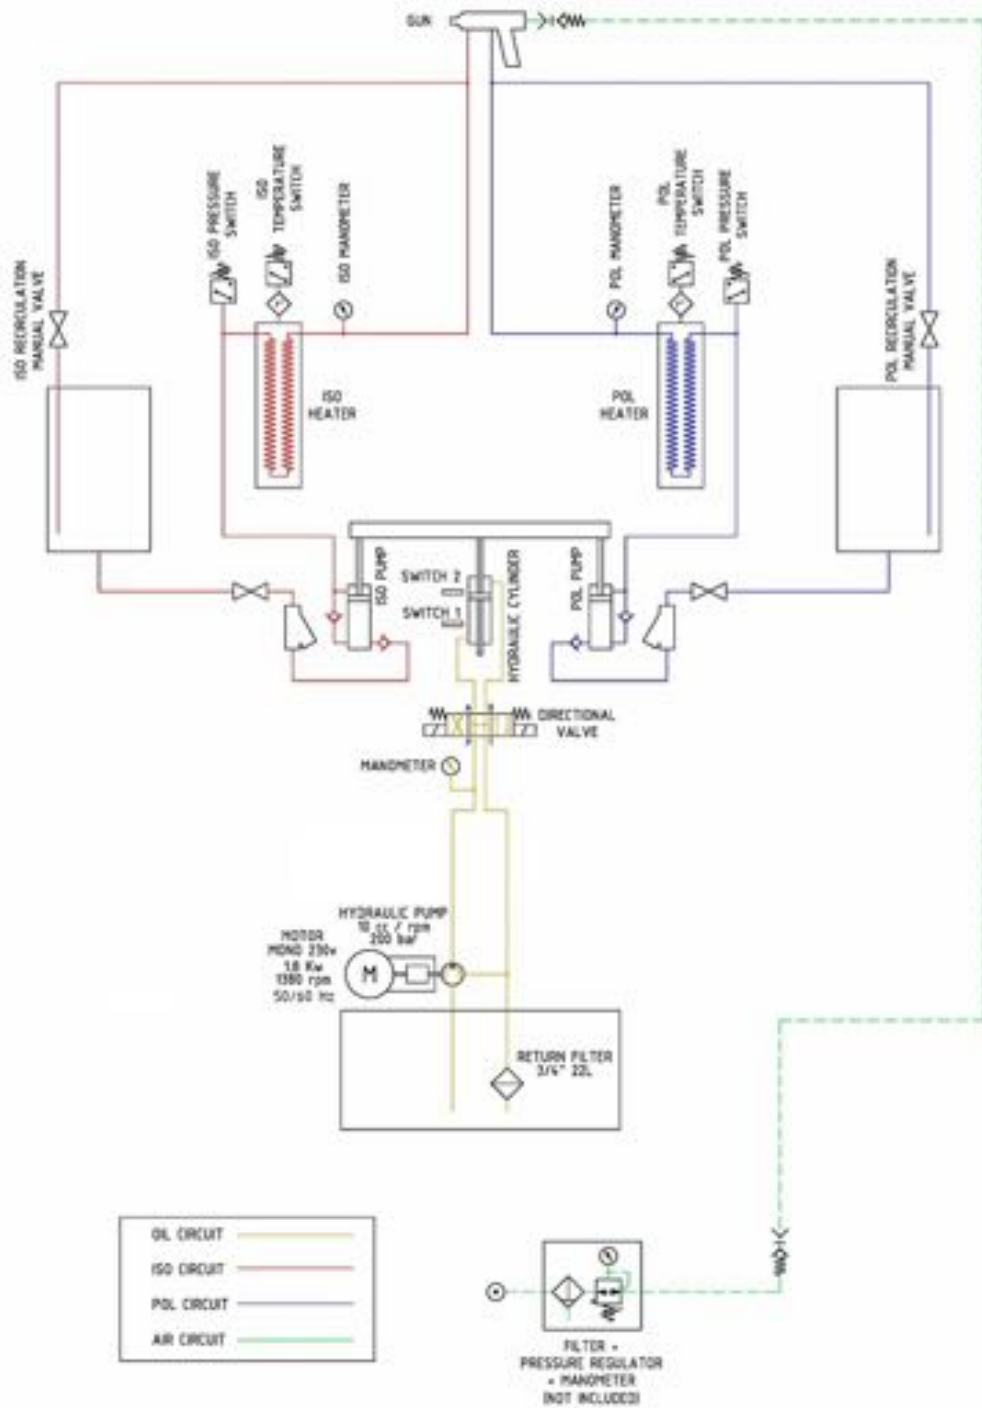 GUN
ISO PRESSURE
SWITCH
ISO
TEMPERATURE
SWITCH
ISO MANOMETER
POL MANOMETER
POL
TEMPERATURE
SWITCH
POL PRESSURE
SWITCH
ISO RECIRCULATION
MANUAL VALVE
POL RECIRCULATION
MANUAL VALVE
ISO
HEATER
POL
HEATER
ISO PUMP
SWITCH 2
SWITCH 1
HYDRAULIC CYLINDER
POL PUMP
DIRECTIONAL
VALVE
MANOMETER
HYDRAULIC PUMP
10 cc / rpm
200 bar
MOTOR
MONO 230v
1.8 Kw
1380 rpm
50/60 Hz
M
RETURN FILTER
3/4" 22L
OIL CIRCUIT
ISO CIRCUIT
POL CIRCUIT
AIR CIRCUIT
FILTER +
PRESSURE REGULATOR
+ MANOMETER
(NOT INCLUDED)